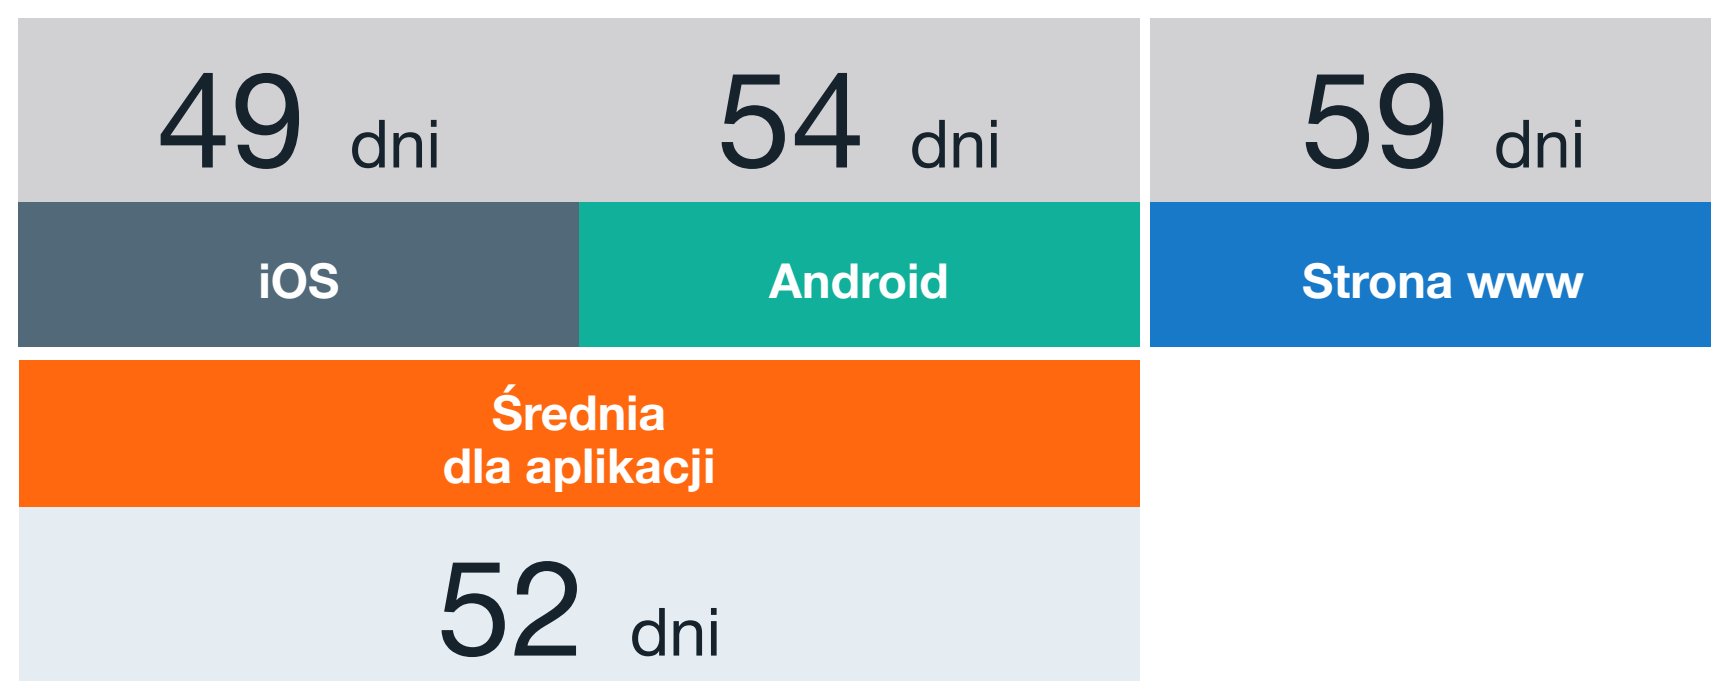 49 dni 54 dni 59 dni
iOS Android Strona www
Średnia
dla aplikacji
52 dni